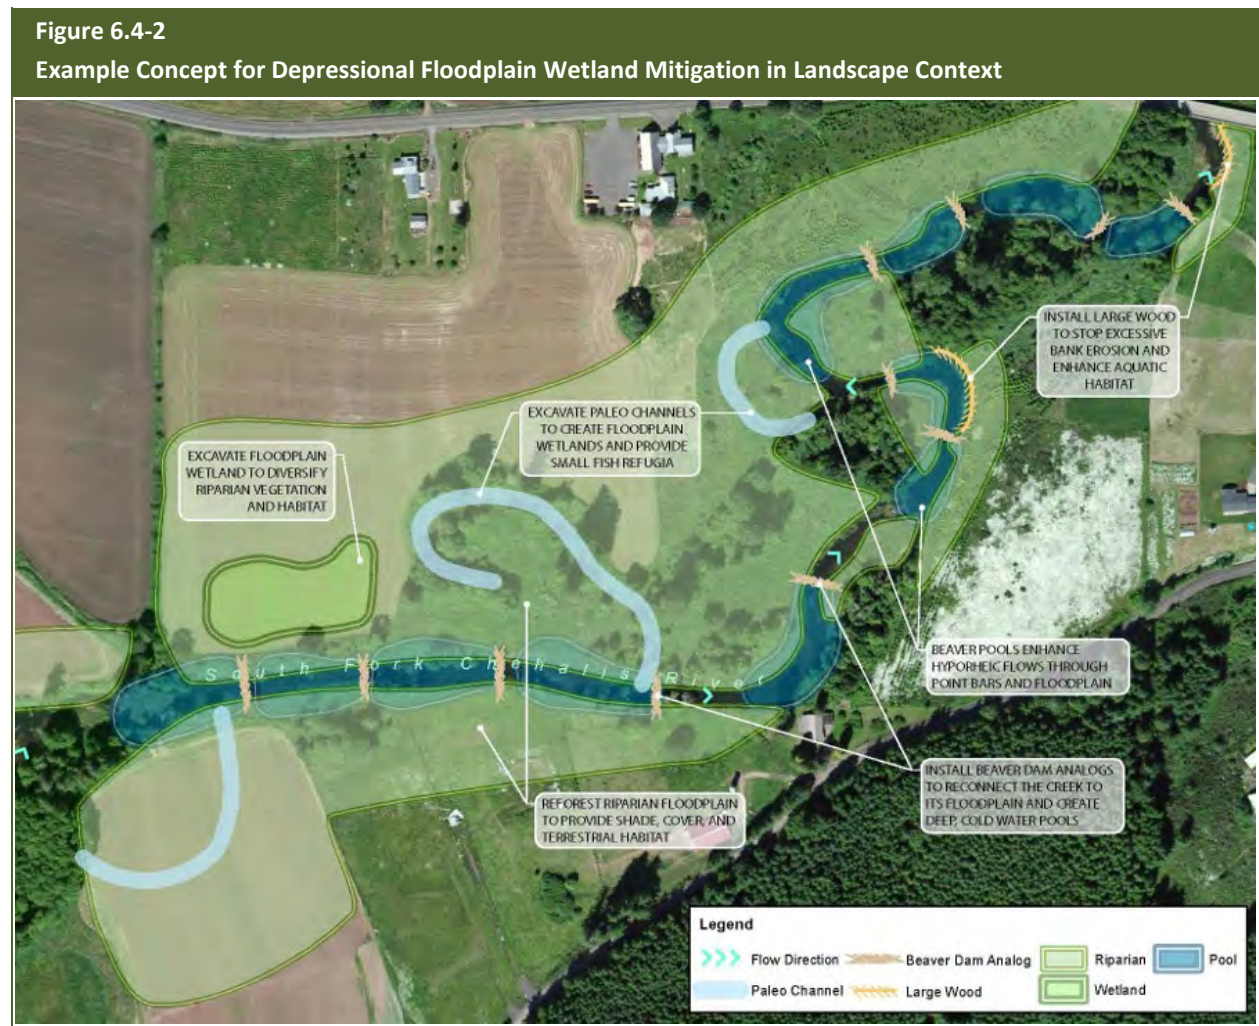 Figure 6.4-2
Example Concept for Depressional Floodplain Wetland Mitigation in Landscape Context
INSTALL LARGE WOOD
TO STOP EXCESSIVE
BANK EROSION AND
ENHANCE AQUATIC
HABITAT
EXCAVATE PALEO CHANNELS
TO CREATE FLOODPLAIN
WETLANDS AND PROVIDE
SMALL FISH REFUGIA
EXCAVATE FLOODPLAIN
WETLAND TO DIVERSIFY
RIPARIAN VEGETATION
AND HABITAT
South Fork Chehalis River
BEAVER POOLS ENHANCE
HYPORHEIC FLOWS THROUGH
POINT BARS AND FLOODPLAIN
INSTALL BEAVER DAM ANALOGS
TO RECONNECT THE CREEK TO
ITS FLOODPLAIN AND CREATE
DEEP, COLD WATER POOLS
REFOREST RIPARIAN FLOODPLAIN
TO PROVIDE SHADE, COVER, AND
TERRESTRIAL HABITAT
Legend
Flow Direction
Beaver Dam Analog
Riparian
Pool
Paleo Channel
Large Wood
Wetland